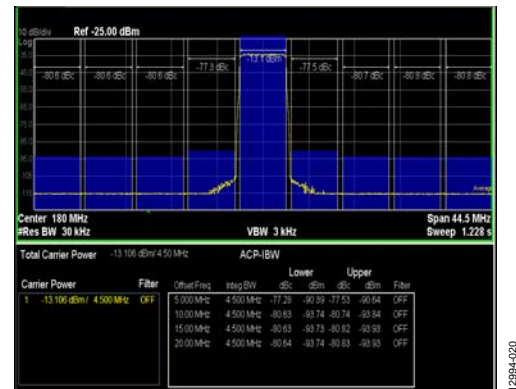 10 dB/div Ref -25.00 dBm
Log
-80.6 dBc -80.6 dBc -80.6 dBc -77.3 dBc -13.1 dBm -77.5 dBc -80.7 dBc -80.8 dBc -80.8 dBc
Average
Center 180 MHz Span 44.5 MHz
#Res BW 30 kHz VBW 3 kHz Sweep 1.228 s
Total Carrier Power -13.106 dBm/ 4.50 MHz ACP-IBW
Lower Upper
Carrier Power Filter Offset Freq Integ BW dBc dBm dBc dBm Filter
1 -13.106 dBm / 4.500 MHz OFF 5.000 MHz 4.500 MHz -77.28 -90.39 -77.53 -90.64 OFF
10.00 MHz 4.500 MHz -80.63 -93.74 -80.74 -93.84 OFF
15.00 MHz 4.500 MHz -80.63 -93.73 -80.82 -93.93 OFF
20.00 MHz 4.500 MHz -80.64 -93.74 -80.83 -93.93 OFF
12994-020